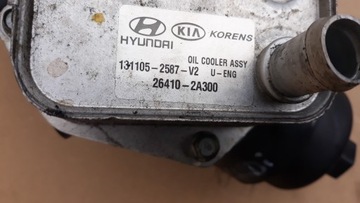 HYUNDAI KIA KORENS
OIL COOLER ASSY
131105-2587-V2 U-ENG
26410-2A300